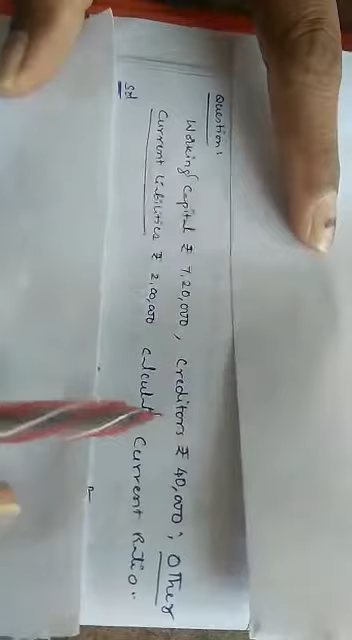 Question:
Working Capital ₹ 7,20,000, Creditors ₹ 40,000; Other
Current Liabilities ₹ 2,00,000 Calculate Current Ratio.
Sol